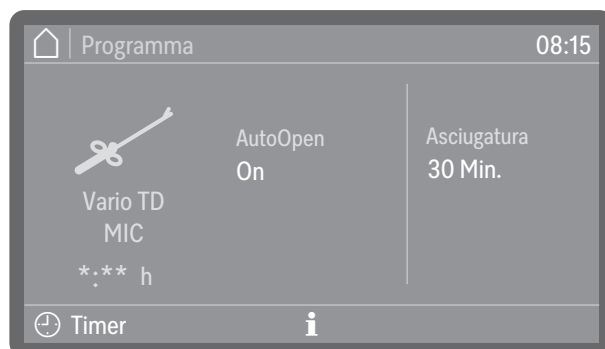 Programma 08:15
AutoOpen
On
Asciugatura
30 Min.
Vario TD
MIC
*:** h
Timer i